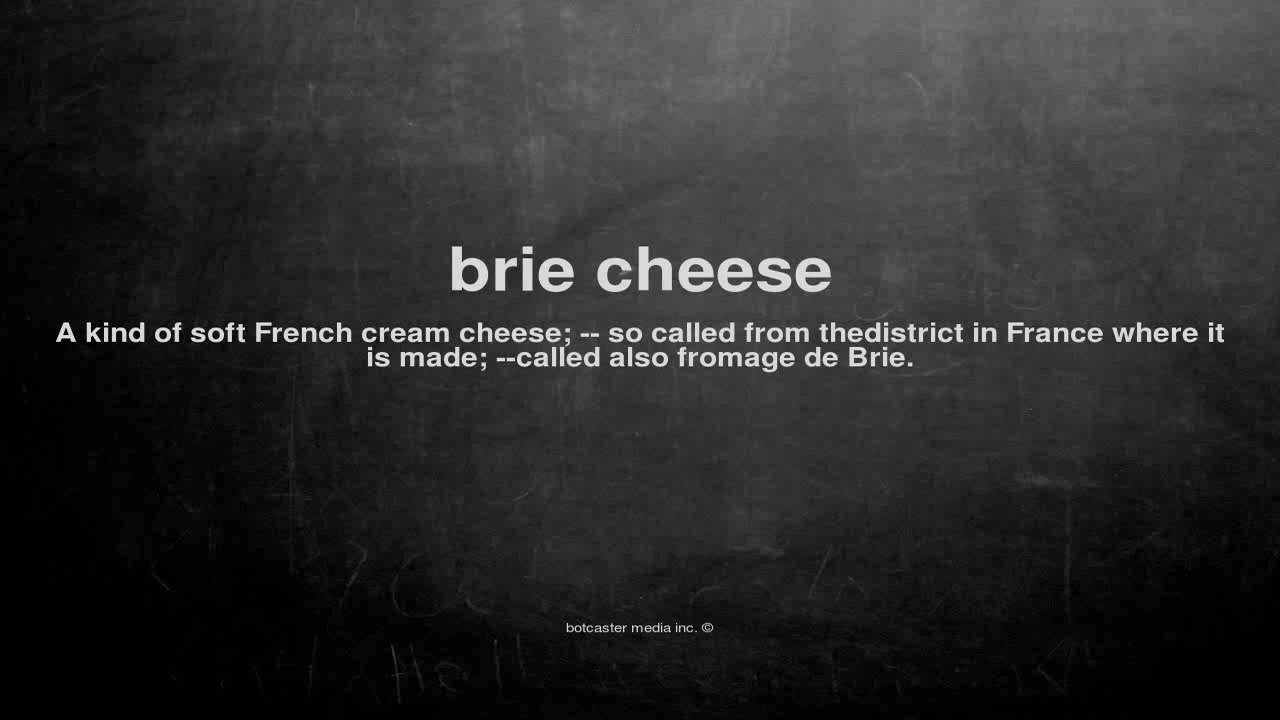 brie cheese
A kind of soft French cream cheese; -- so called from thedistrict in France where it
is made; --called also fromage de Brie.
botcaster media inc. ©